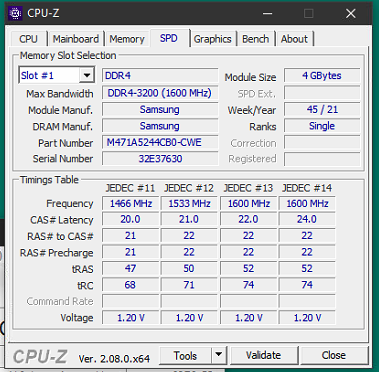 CPU-Z
CPU Mainboard Memory SPD Graphics Bench About
Memory Slot Selection
Slot #1 DDR4 Module Size 4 GBytes
Max Bandwidth DDR4-3200 (1600 MHz) SPD Ext.
Module Manuf. Samsung Week/Year 45 / 21
DRAM Manuf. Samsung Ranks Single
Part Number M471A5244CB0-CWE Correction
Serial Number 32E37630 Registered
Timings Table
JEDEC #11 JEDEC #12 JEDEC #13 JEDEC #14
Frequency 1466 MHz 1533 MHz 1600 MHz 1600 MHz
CAS# Latency 20.0 21.0 22.0 24.0
RAS# to CAS# 21 22 22 22
RAS# Precharge 21 22 22 22
tRAS 47 50 52 52
tRC 68 71 74 74
Command Rate
Voltage 1.20 V 1.20 V 1.20 V 1.20 V
CPU-Z Ver. 2.08.0.x64 Tools Validate Close